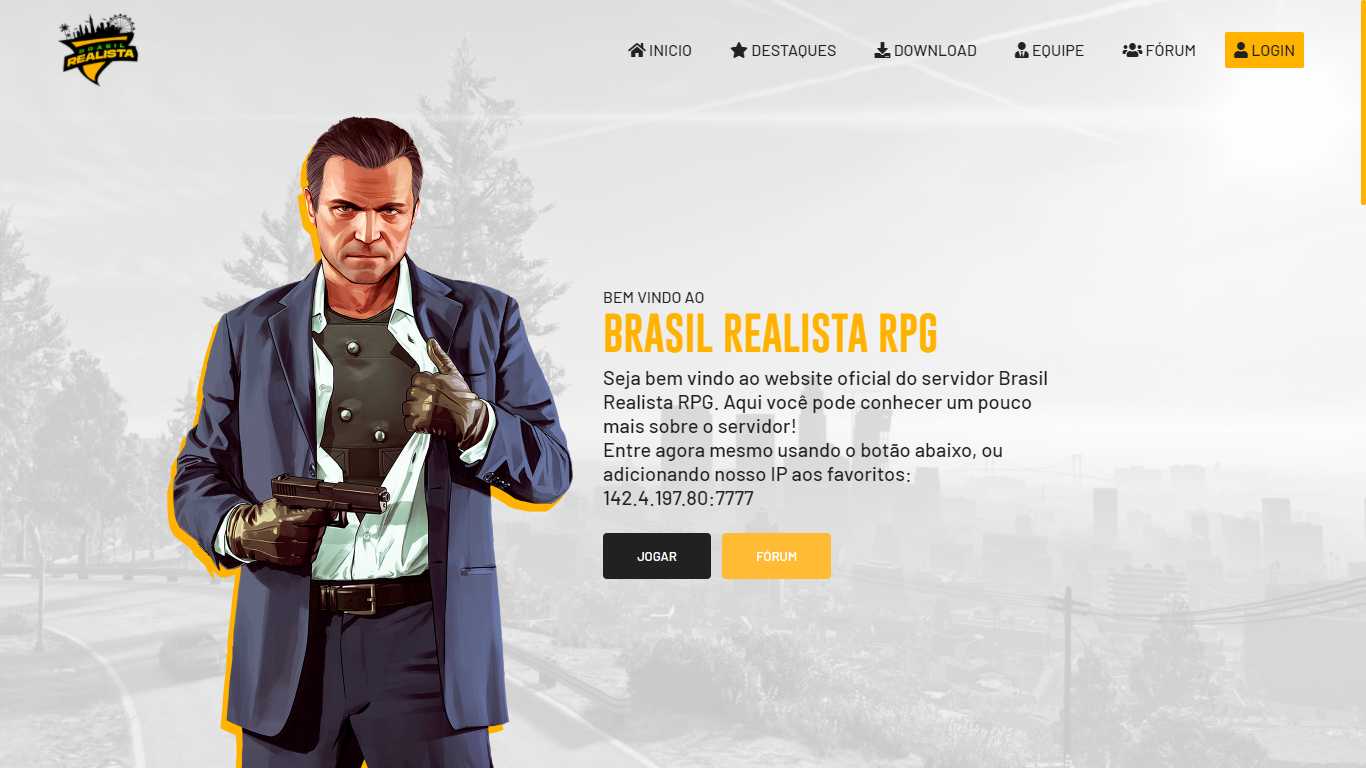 BRASIL
REALISTA
INICIO
DESTAQUES
DOWNLOAD
EQUIPE
FÓRUM
LOGIN
BEM VINDO AO
BRASIL REALISTA RPG
Seja bem vindo ao website oficial do servidor Brasil
Realista RPG. Aqui você pode conhecer um pouco
mais sobre o servidor!
Entre agora mesmo usando o botão abaixo, ou
adicionando nosso IP aos favoritos:
142.4.197.80:7777
JOGAR
FÓRUM